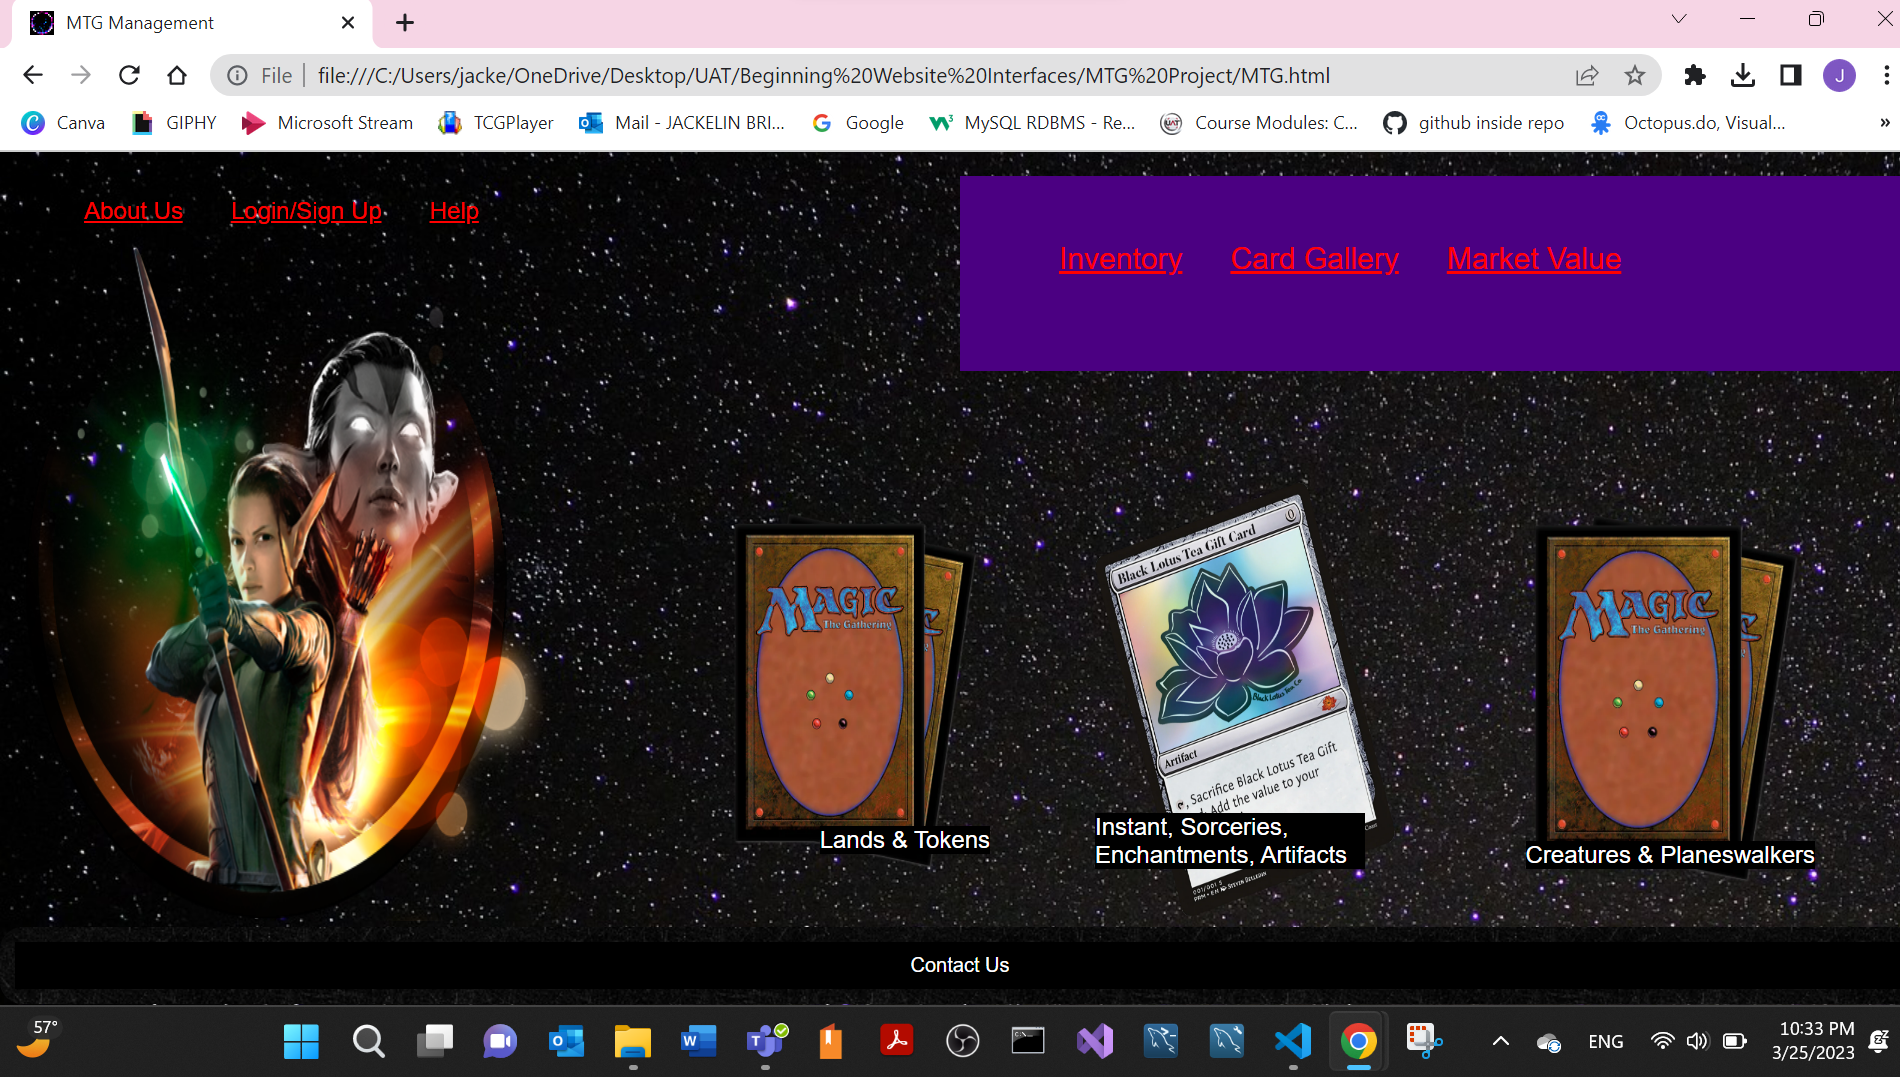 MTG Management
File
file:///C:/Users/jacke/OneDrive/Desktop/UAT/Beginning%20Website%20Interfaces/MTG%20Project/MTG.html
J
Canva GIPHY Microsoft Stream TCGPlayer Mail - JACKELIN BRI... Google MySQL RDBMS - Re... Course Modules: C... github inside repo Octopus.do, Visual... »
About Us Login/Sign Up Help
Inventory Card Gallery Market Value
Black Lotus Tea Gift Card 0
MAGIC
The Gathering
Artifact
, Sacrifice Black Lotus Tea Gift
Add the value to your
MAGIC
The Gathering
Lands & Tokens
Instant, Sorceries,
Enchantments, Artifacts
Creatures & Planeswalkers
Contact Us
57°
ENG
10:33 PM
3/25/2023